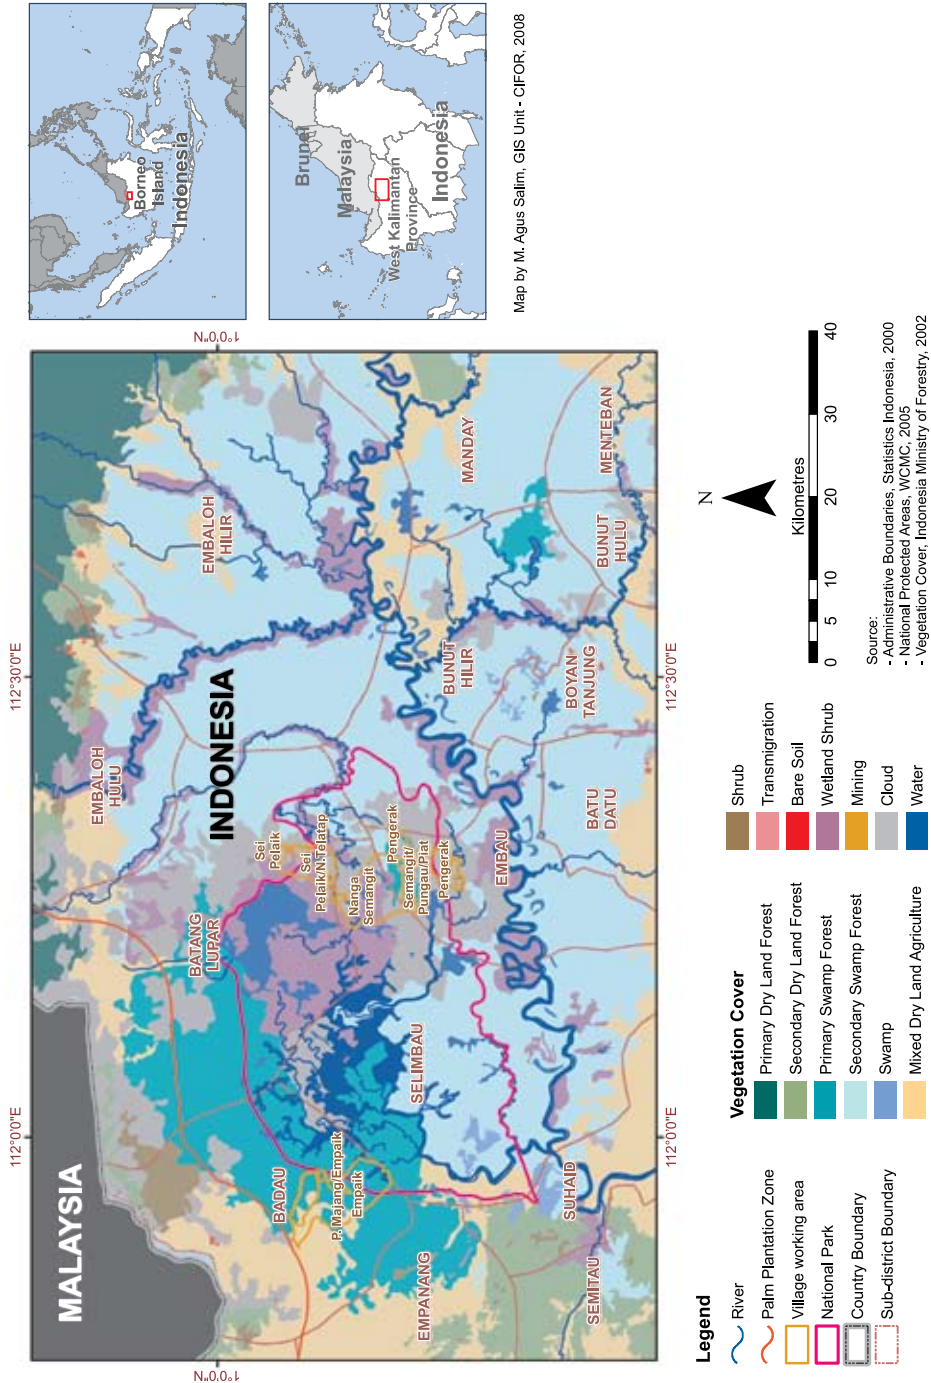 MALAYSIA
INDONESIA
112°0'0"E
112°30'0"E
1°0'0"N
1°0'0"N
112°0'0"E
112°30'0"E
EMBALOH
HULU
EMBALOH
HILIR
BATANG
LUPAR
BADAU
EMPANANG
SEMITAU
SUHAID
SELIMBAU
EMBAU
BATU
DATU
BUNUT
HILIR
BOYAN
TANJUNG
BUNUT
HULU
MANDAY
MENTEBAN
P. Majang/Empaik
Empaik
Sei
Pelaik
Sei
Pelaik/N.Telatap
Nanga
Semangit
Pengerak
Semangit/
Pungau/Piat
Pengerak
Borneo
Island
Indonesia
Brunei
Malaysia
West Kalimantan
Province
Indonesia
Map by M. Agus Salim, GIS Unit - CIFOR, 2008
Legend
River
Palm Plantation Zone
Village working area
National Park
Country Boundary
Sub-district Boundary
Vegetation Cover
Primary Dry Land Forest
Secondary Dry Land Forest
Primary Swamp Forest
Secondary Swamp Forest
Swamp
Mixed Dry Land Agriculture
Shrub
Transmigration
Bare Soil
Wetland Shrub
Mining
Cloud
Water
N
Kilometres
0 5 10 20 30 40
Source:
- Administrative Boundaries, Statistics Indonesia, 2000
- National Protected Areas, WCMC, 2005
- Vegetation Cover, Indonesia Ministry of Forestry, 2002